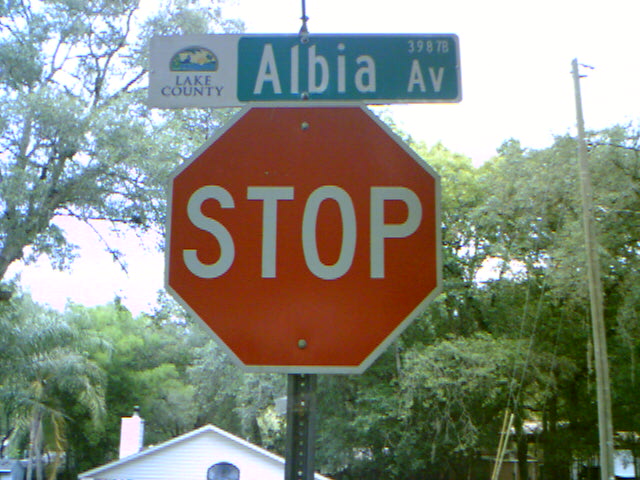 3987B
LAKE
COUNTY
Albia Av
STOP